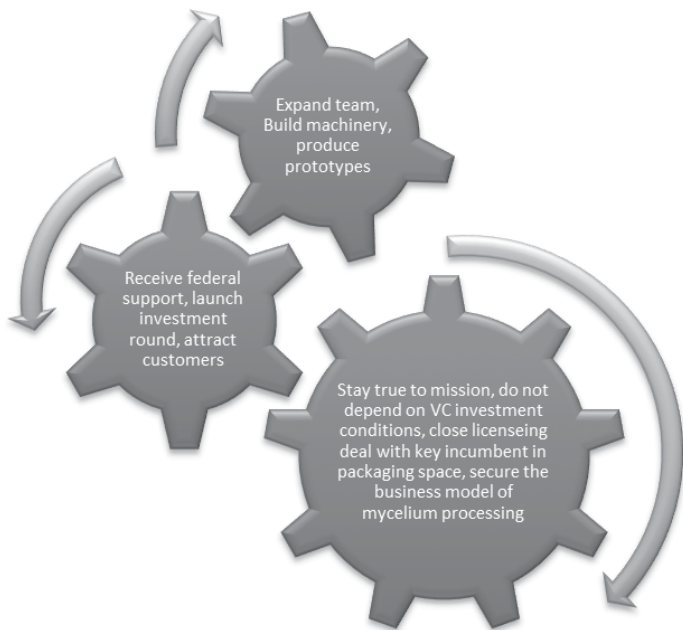 Expand team,
Build machinery,
produce
prototypes
Receive federal
support, launch
investment
round, attract
customers
Stay true to mission, do not
depend on VC investment
conditions, close licenseing
deal with key incumbent in
packaging space, secure the
business model of
mycelium processing